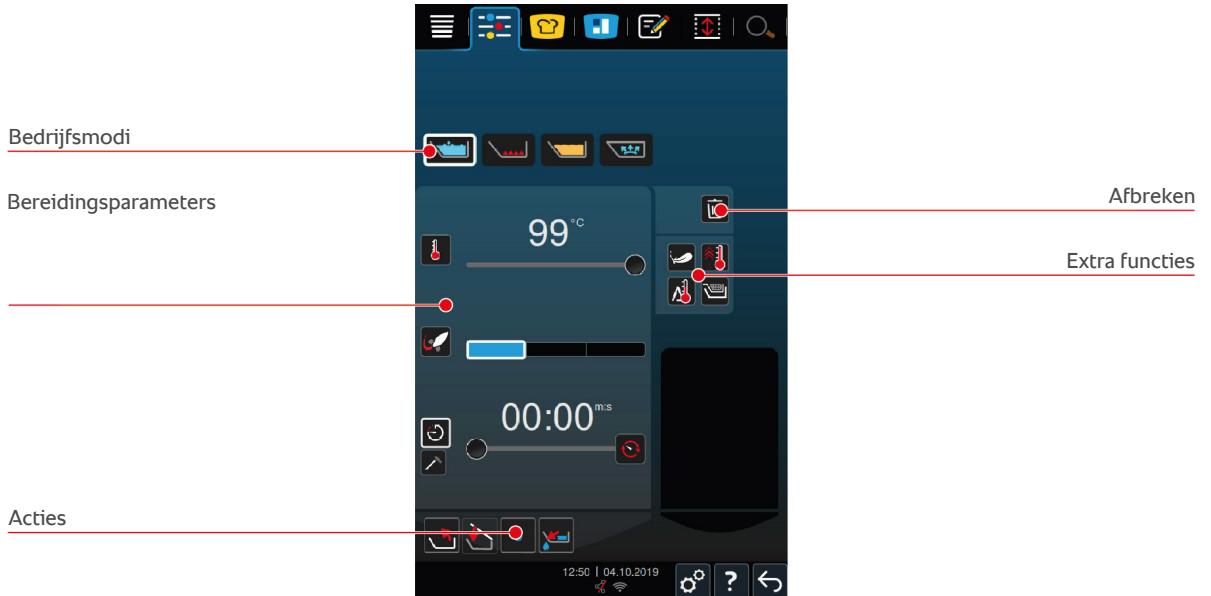 Bedrijfsmodi
Bereidingsparameters
Afbreken
99°C
Extra functies
00:00 m:s
Acties
12:50 | 04.10.2019
?